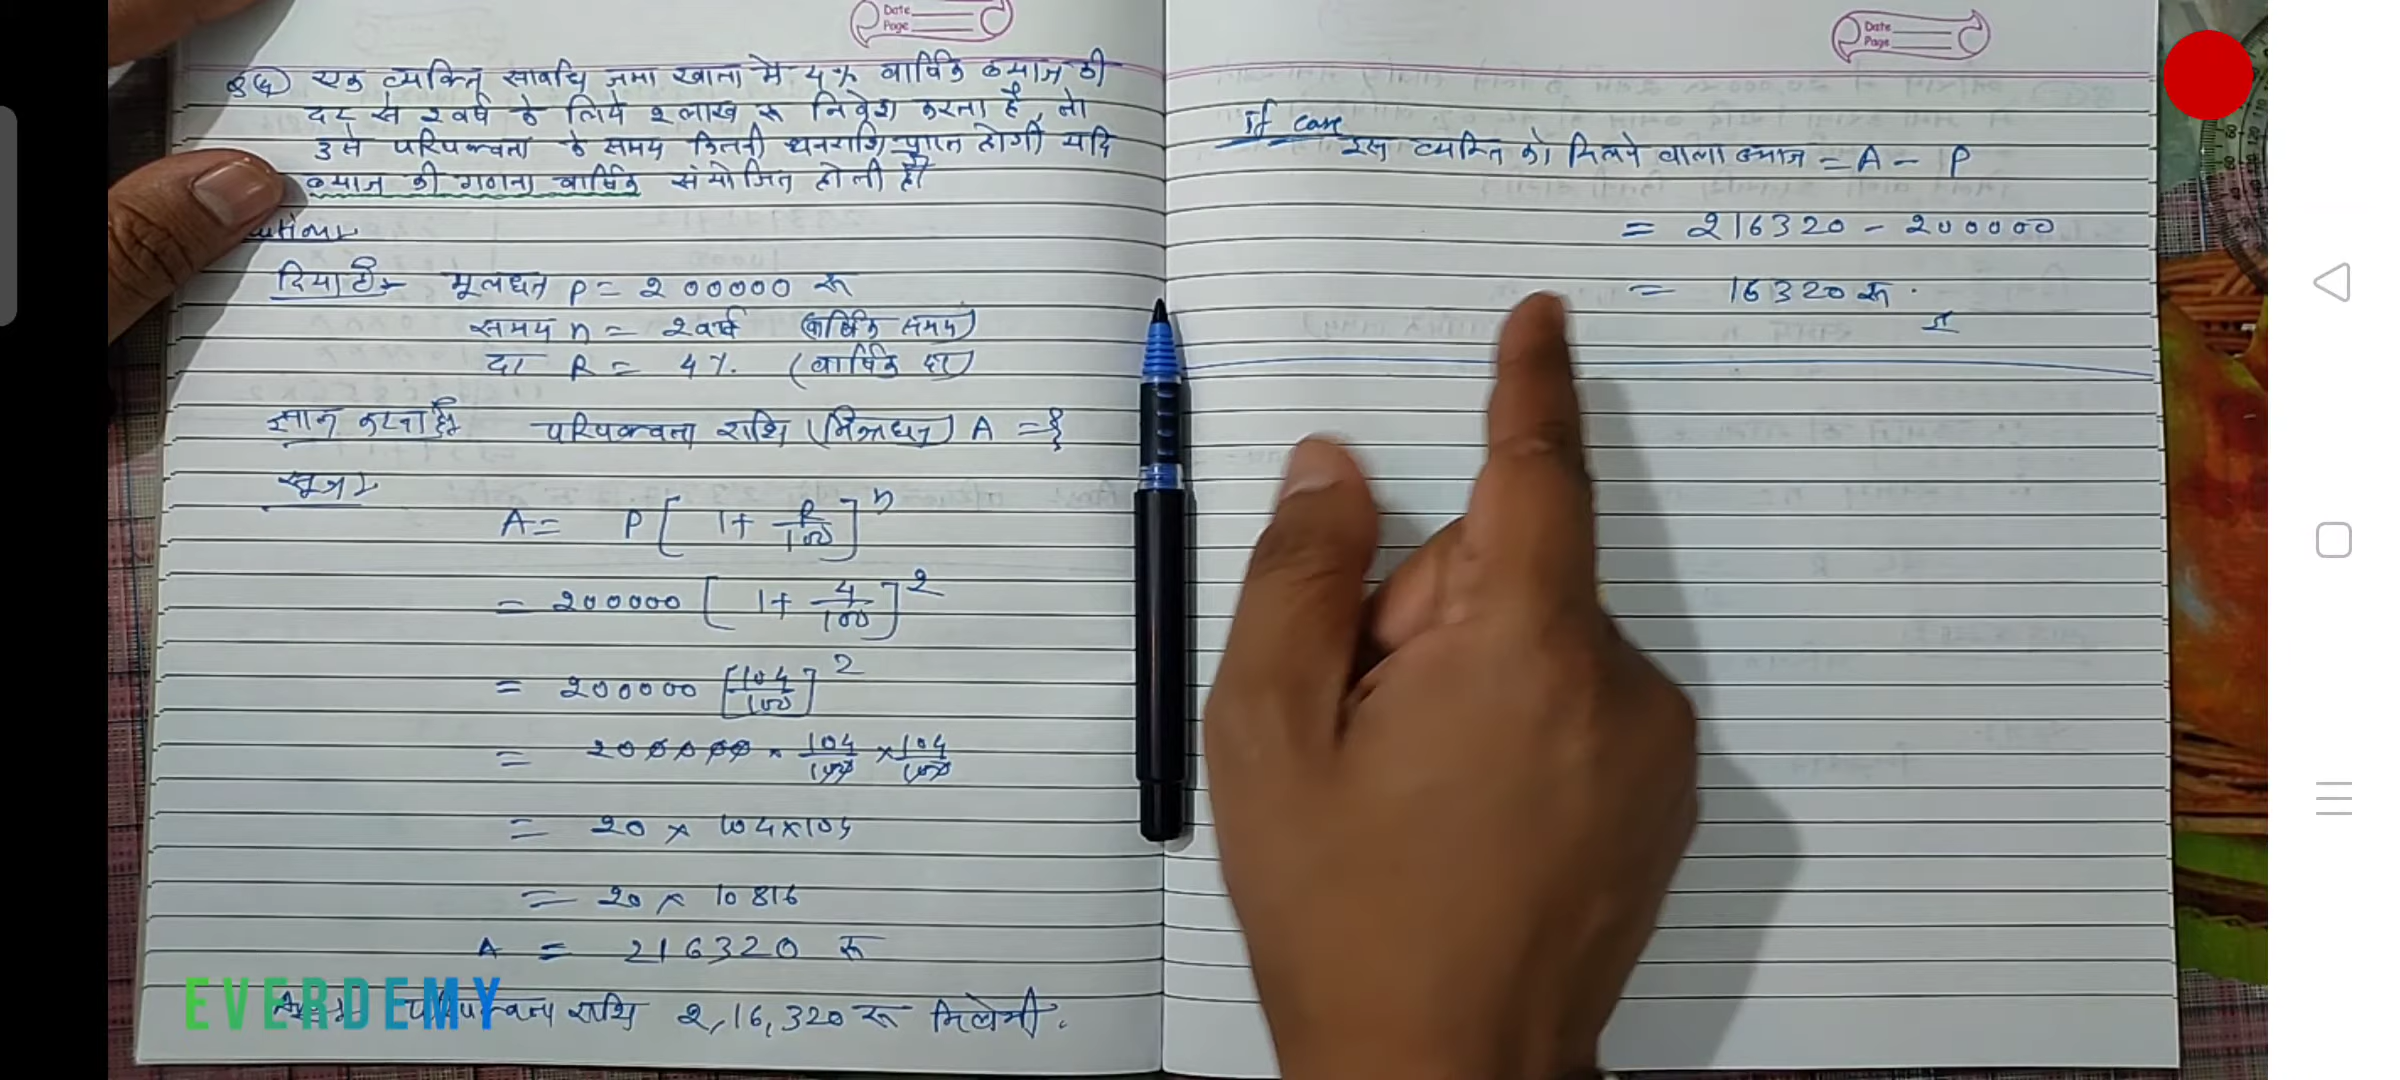 Date
Page
एक व्यक्ति सावधि जमा खाता में 4% वार्षिक ब्याज की
दर से 2 वर्ष के लिये 2 लाख रू निवेश करता है, तो
उसे परिपक्वता के समय कितनी धनराशि प्राप्त होगी यदि
ब्याज की गणना वार्षिक संयोजित होती है।
दिया है- मूलधन P = 200000 रू
समय n = 2 वर्ष (वार्षिक समय)
दर R = 4%. (वार्षिक दर)
ज्ञात करना है- परिपक्वता राशि (मिश्रधन) A = ?
सूत्र-
A = P [ 1 + R/100 ]^n
= 200000 [ 1 + 4/100 ]^2
= 200000 [104/100]^2
= 200000 × 104/100 × 104/100
= 20 × 104×104
= 20 × 10816
A = 216320 रू
परिपक्वता राशि 2,16,320 रू मिलेगी.
EVERDEMY
Date
Page
If case
इस व्यक्ति को मिलने वाला ब्याज = A - P
= 216320 - 200000
= 16320 रू.